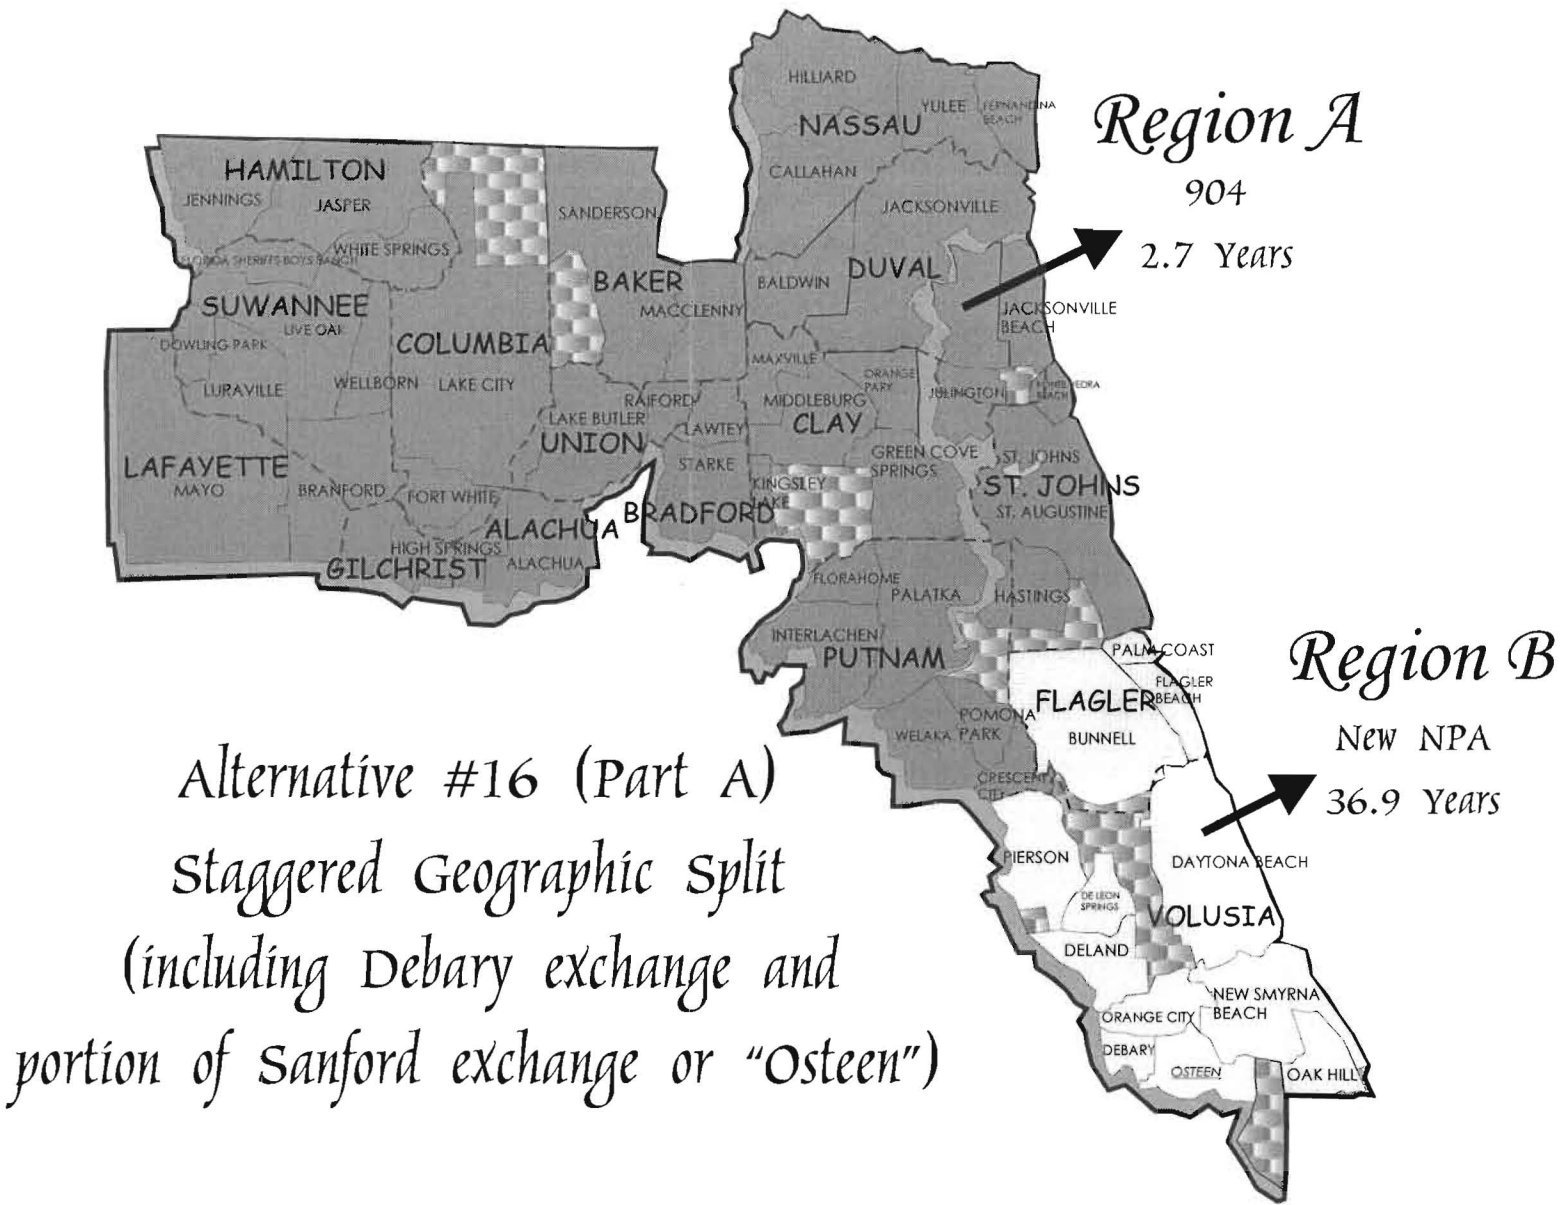 HILLIARD
YULEE
FERNANDINA
BEACH
NASSAU
Region A
HAMILTON
CALLAHAN
904
JENNINGS
JASPER
SANDERSON
JACKSONVILLE
WHITE SPRINGS
FLORIDA SHERIFFS BOYS RANCH
2.7 Years
DUVAL
BAKER
BALDWIN
SUWANNEE
MACCLENNY
JACKSONVILLE
BEACH
LIVE OAK
DOWLING PARK
COLUMBIA
MAXVILLE
ORANGE
PARK
LURAVILLE
WELLBORN
LAKE CITY
RAIFORD
MIDDLEBURG
JULINGTON
PONTE VEDRA
BEACH
LAKE BUTLER
LAWTEY
CLAY
UNION
GREEN COVE
SPRINGS
ST. JOHNS
LAFAYETTE
MAYO
STARKE
KINGSLEY
LAKE
ST. JOHNS
BRANFORD
FORT WHITE
BRADFORD
ST. AUGUSTINE
ALACHUA
HIGH SPRINGS
GILCHRIST
ALACHUA
FLORAHOME
PALATKA
HASTINGS
INTERLACHEN
PUTNAM
PALM COAST
Region B
FLAGLER
BEACH
FLAGLER
POMONA
PARK
WELAKA
BUNNELL
New NPA
CRESCENT
CITY
36.9 Years
Alternative #16 (Part A)
Staggered Geographic Split
(including Debary exchange and
portion of Sanford exchange or "Osteen")
PIERSON
DAYTONA BEACH
DE LEON
SPRINGS
VOLUSIA
DELAND
NEW SMYRNA
BEACH
ORANGE CITY
DEBARY
OSTEEN
OAK HILL